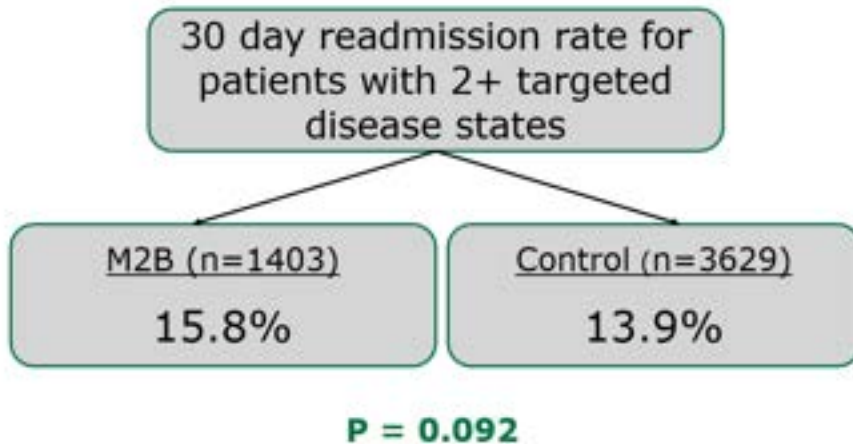 30 day readmission rate for
patients with 2+ targeted
disease states
M2B (n=1403)
15.8%
Control (n=3629)
13.9%
P = 0.092